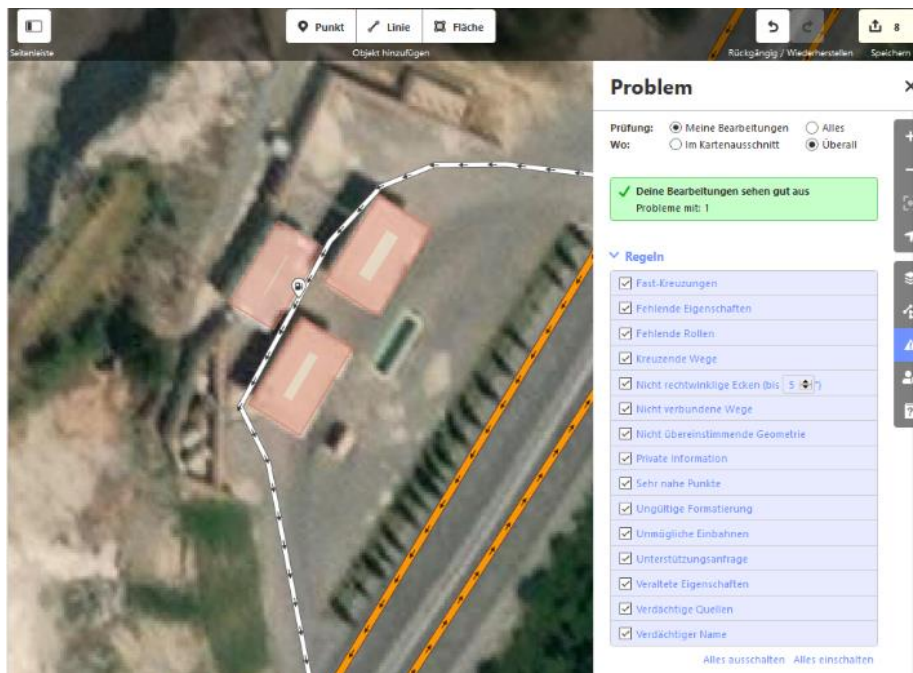 Punkt Linie Fläche 8
Seitenleiste Objekt hinzufügen Rückgängig / Wiederherstellen Speichern
Problem
Prüfung: Meine Bearbeitungen Alles
Wo: Im Kartenausschnitt Überall
Deine Bearbeitungen sehen gut aus
Probleme mit: 1
Regeln
Fast-Kreuzungen
Fehlende Eigenschaften
Fehlende Rollen
Kreuzende Wege
Nicht rechtwinklige Ecken (bis 5 °)
Nicht verbundene Wege
Nicht übereinstimmende Geometrie
Private Information
Sehr nahe Punkte
Ungültige Formatierung
Unmögliche Einbahnen
Unterstützungsanfrage
Veraltete Eigenschaften
Verdächtige Quellen
Verdächtiger Name
Alles ausschalten Alles einschalten